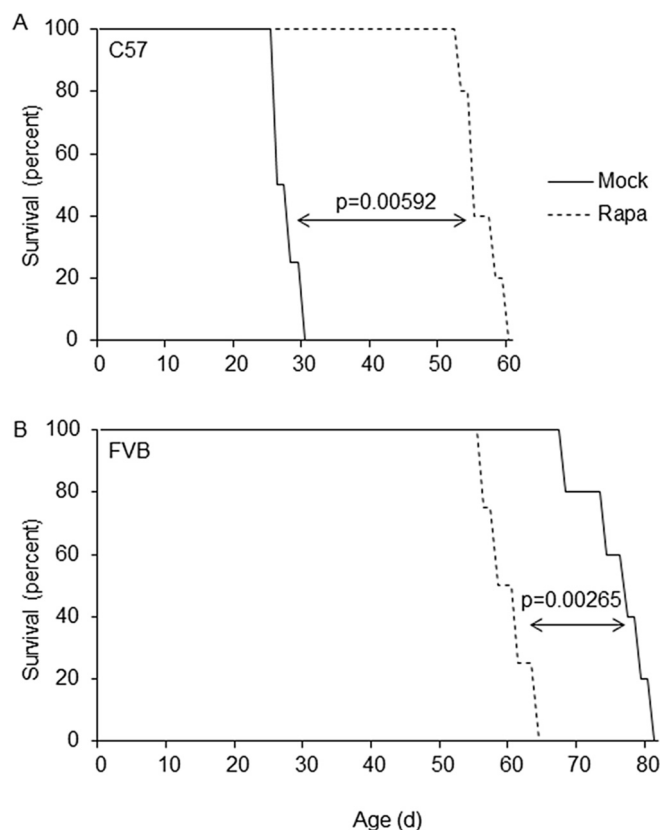 A
C57
100
80
60
40
20
0
Survival (percent)
p=0.00592
0 10 20 30 40 50 60
Mock
Rapa
B
FVB
100
80
60
40
20
0
Survival (percent)
p=0.00265
0 10 20 30 40 50 60 70 80
Age (d)